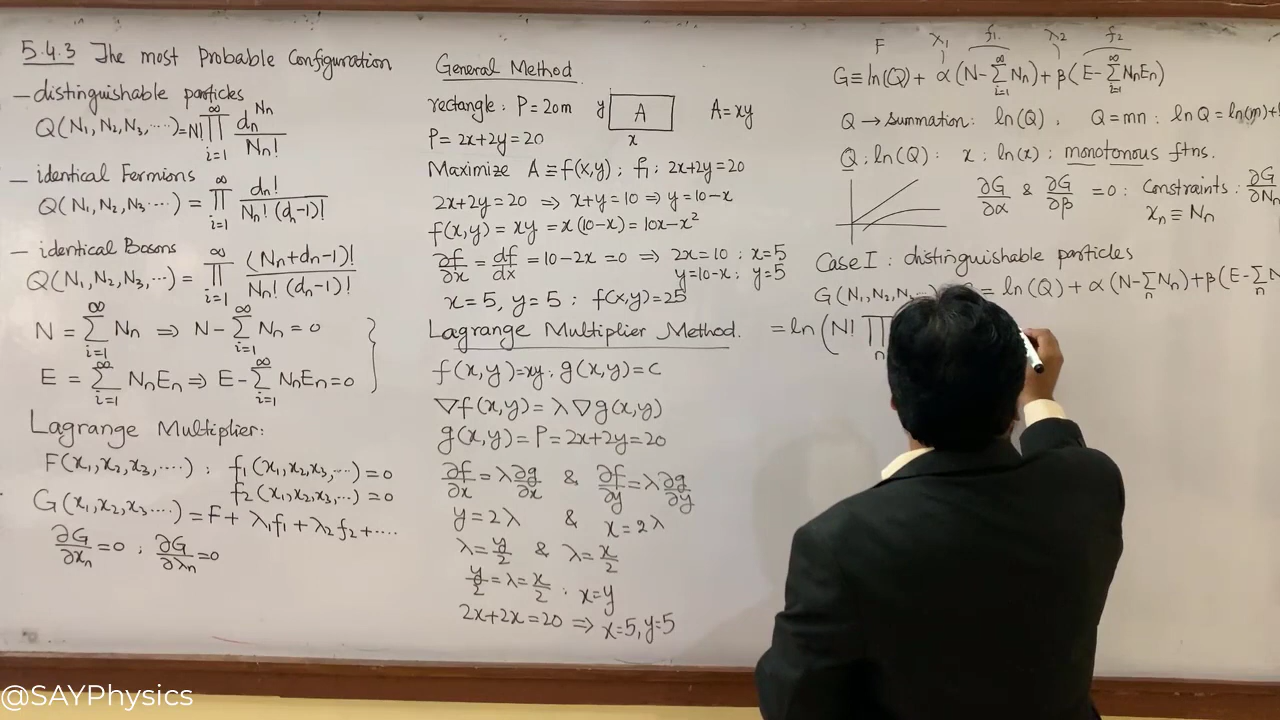 5.4.3 The most Probable Configuration
– distinguishable particles
Q(N₁,N₂,N₃,....)=N! ∏_{i=1}^{∞} dₙ^{Nₙ}/Nₙ!
– identical Fermions
Q(N₁,N₂,N₃...) = ∏_{i=1}^{∞} dₙ!/(Nₙ! (dₙ-1)!)
– identical Bosons
Q(N₁,N₂,N₃,...) = ∏_{i=1}^{∞} (Nₙ+dₙ-1)!/(Nₙ! (dₙ-1)!)
N = ∑_{i=1}^{∞} Nₙ ⇒ N-∑_{i=1}^{∞} Nₙ = 0
E = ∑_{i=1}^{∞} NₙEₙ ⇒ E-∑_{i=1}^{∞} NₙEₙ=0
Lagrange Multiplier:
F(x₁,x₂,x₃,....) ; f₁(x₁,x₂,x₃,...)=0
f₂(x₁,x₂,x₃,...)=0
G(x₁,x₂,x₃...)=F+ λ₁f₁+λ₂f₂+....
∂G/∂xₙ=0 ; ∂G/∂λₙ=0
General Method
rectangle: P=20m y A x A=xy
P=2x+2y=20
Maximize A≡f(x,y); f₁; 2x+2y=20
2x+2y=20 ⇒ x+y=10 ⇒ y=10-x
f(x,y)= xy =x(10-x)=10x-x²
∂f/∂x = df/dx =10-2x =0 ⇒ 2x=10 ; x=5
y=10-x; y=5
x=5, y=5 ; f(x,y)=25
Lagrange Multiplier Method.
f(x,y)=xy; g(x,y)=C
∇f(x,y)=λ∇g(x,y)
g(x,y)=P=2x+2y=20
∂f/∂x=λ∂g/∂x & ∂f/∂y=λ∂g/∂y
y=2λ & x=2λ
λ=y/2 & λ=x/2
y/2=λ=x/2 ; x=y
2x+2x=20 ⇒ x=5, y=5
F λ₁ f₁ λ₂ f₂
G≡ln(Q)+ α(N-∑_{i=1}^{∞} Nₙ)+β(E-∑_{i=1}^{∞} NₙEₙ)
Q → summation: ln(Q), Q=mn; ln Q=ln(m)+
Q; ln(Q): x; ln(x); monotonous ftns.
∂G/∂α & ∂G/∂β =0: Constraints: ∂G/∂Nₙ
xₙ≡Nₙ
Case I: distinguishable particles
G(N₁,N₂,N₃... = ln(Q)+α(N-∑ₙNₙ)+β(E-∑ₙN
=ln(N! ∏ₙ
@SAYPhysics